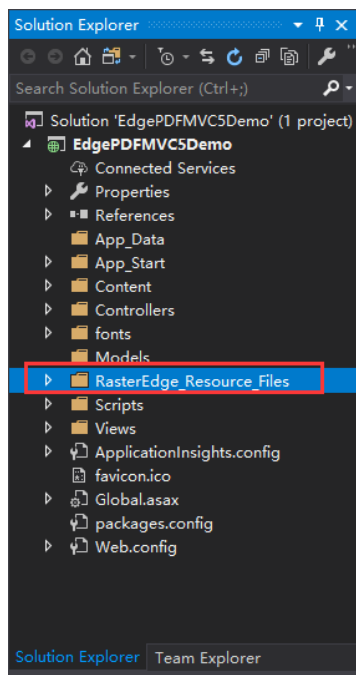 Solution Explorer
Search Solution Explorer (Ctrl+;)
Solution 'EdgePDFMVC5Demo' (1 project)
EdgePDFMVC5Demo
Connected Services
Properties
References
App_Data
App_Start
Content
Controllers
fonts
Models
RasterEdge_Resource_Files
Scripts
Views
ApplicationInsights.config
favicon.ico
Global.asax
packages.config
Web.config
Solution Explorer Team Explorer